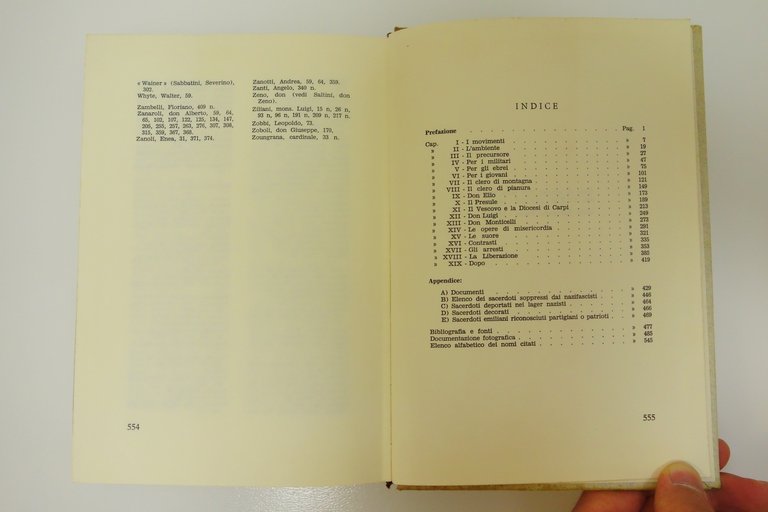 « Wainer » (Sabbatini, Severino),
302.
Whyte, Walter, 59.
Zambelli, Floriano, 409 n.
Zanaroli, don Alberto, 59, 64,
65, 102, 107, 122, 125, 134, 147,
205, 255, 257, 263, 276, 307, 308,
315, 359, 367, 368.
Zanoli, Enea, 31, 371, 374.
Zanotti, Andrea, 59, 64, 359.
Zanti, Angelo, 340 n.
Zeno, don (vedi Saltini, don
Zeno).
Ziliani, mons. Luigi, 15 n, 26 n,
93 n, 96 n, 191 n, 209 n, 217 n.
Zobbi, Leopoldo, 73.
Zoboli, don Giuseppe, 170.
Zoungrana, cardinale, 33 n.
554
INDICE
Prefazione . . . . . . . . . . . . . Pag. 1
Cap. I - I movimenti . . . . . . . . . . » 7
» II - L'ambiente . . . . . . . . . . » 19
» III - Il precursore . . . . . . . . . . » 27
» IV - Per i militari . . . . . . . . . . » 47
» V - Per gli ebrei . . . . . . . . . . » 75
» VI - Per i giovani . . . . . . . . . . » 101
» VII - Il clero di montagna . . . . . . . . » 121
» VIII - Il clero di pianura . . . . . . . . » 149
» IX - Don Elio . . . . . . . . . . » 173
» X - Il Presule . . . . . . . . . . » 189
» XI - Il Vescovo e la Diocesi di Carpi . . . . . » 213
» XII - Don Luigi . . . . . . . . . . » 249
» XIII - Don Monticelli . . . . . . . . . » 273
» XIV - Le opere di misericordia . . . . . . . » 291
» XV - Le suore . . . . . . . . . . » 321
» XVI - Contrasti . . . . . . . . . . » 335
» XVII - Gli arresti . . . . . . . . . . » 353
» XVIII - La Liberazione . . . . . . . . . » 385
» XIX - Dopo . . . . . . . . . . . » 419
Appendice:
A) Documenti . . . . . . . . . . . » 429
B) Elenco dei sacerdoti soppressi dai nazifascisti . . . » 446
C) Sacerdoti deportati nei lager nazisti . . . . . » 464
D) Sacerdoti decorati . . . . . . . . . » 466
E) Sacerdoti emiliani riconosciuti partigiani o patrioti . . » 469
Bibliografia e fonti . . . . . . . . . . » 477
Documentazione fotografica . . . . . . . . » 485
Elenco alfabetico dei nomi citati . . . . . . . » 545
555